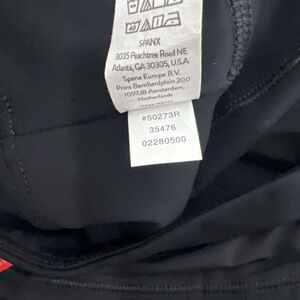 SPANX
3035 Peachtree Road NE
Atlanta, GA 30305, USA
Spanx Europe B.V.
Prins Bernhardplein 200
1097JB Amsterdam,
Netherlands
#50273R
35476
02280500